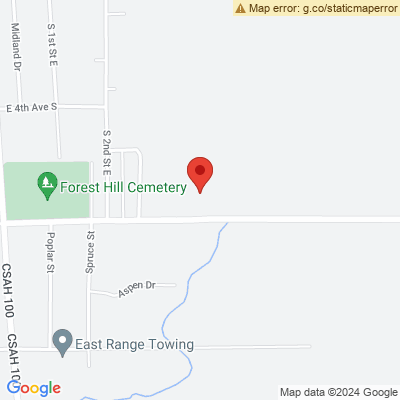 Map error: g.co/staticmaperror
Midland Dr
S 1st St E
E 4th Ave S
S 2nd St E
Forest Hill Cemetery
Poplar St
Spruce St
CSAH 100
Aspen Dr
CSAH 10
East Range Towing
Google
Map data ©2024 Google